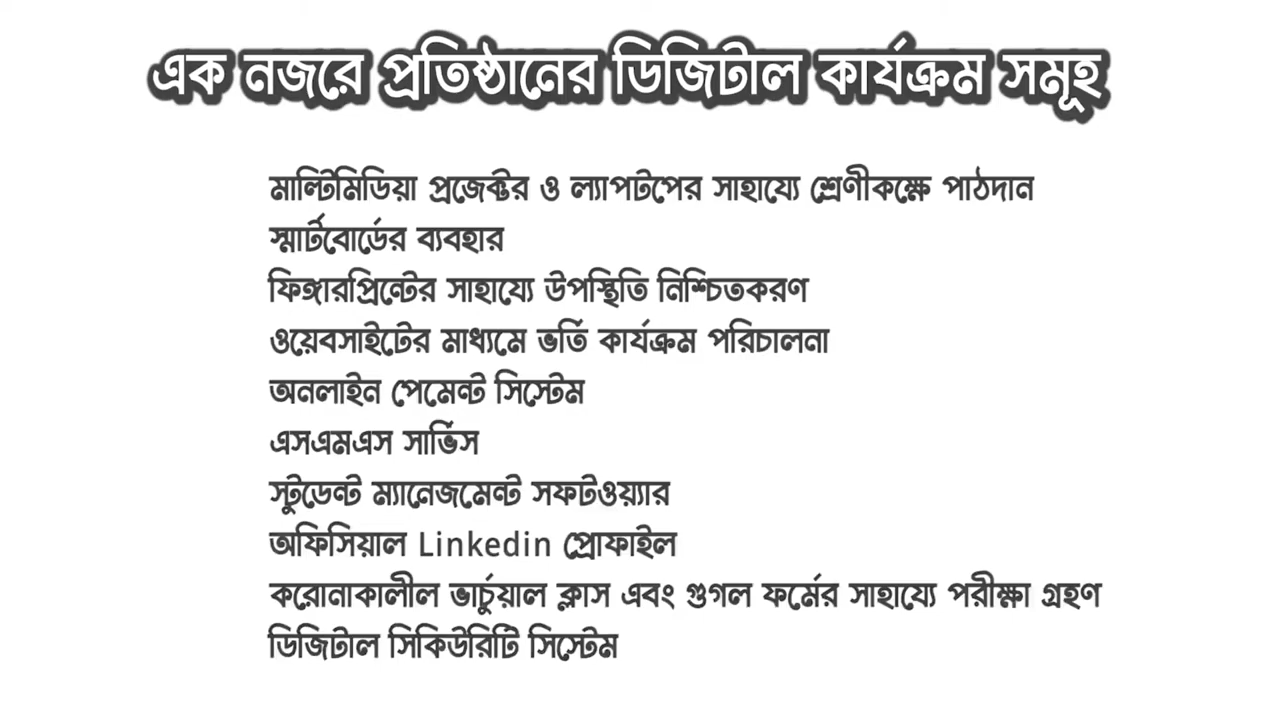 এক নজরে প্রতিষ্ঠানের ডিজিটাল কার্যক্রম সমূহ
মাল্টিমিডিয়া প্রজেক্টর ও ল্যাপটপের সাহায্যে শ্রেণীকক্ষে পাঠদান
স্মার্টবোর্ডের ব্যবহার
ফিঙ্গারপ্রিন্টের সাহায্যে উপস্থিতি নিশ্চিতকরণ
ওয়েবসাইটের মাধ্যমে ভর্তি কার্যক্রম পরিচালনা
অনলাইন পেমেন্ট সিস্টেম
এসএমএস সার্ভিস
স্টুডেন্ট ম্যানেজমেন্ট সফটওয়্যার
অফিসিয়াল Linkedin প্রোফাইল
করোনাকালীল ভার্চুয়াল ক্লাস এবং গুগল ফর্মের সাহায্যে পরীক্ষা গ্রহণ
ডিজিটাল সিকিউরিটি সিস্টেম